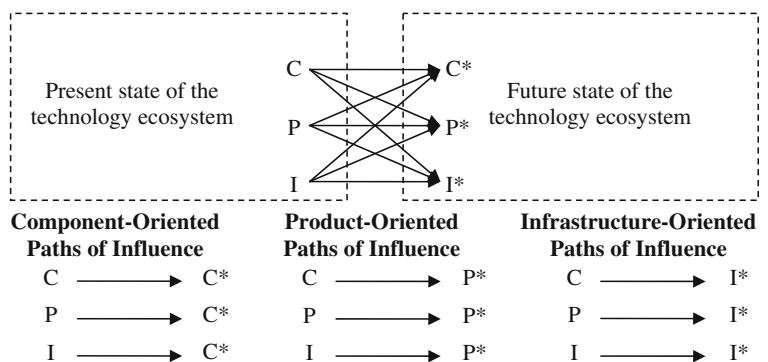 Present state of the
technology ecosystem
C
P
I
C*
P*
I*
Future state of the
technology ecosystem
Component-Oriented
Paths of Influence
C C*
P C*
I C*
Product-Oriented
Paths of Influence
C P*
P P*
I P*
Infrastructure-Oriented
Paths of Influence
C I*
P I*
I I*